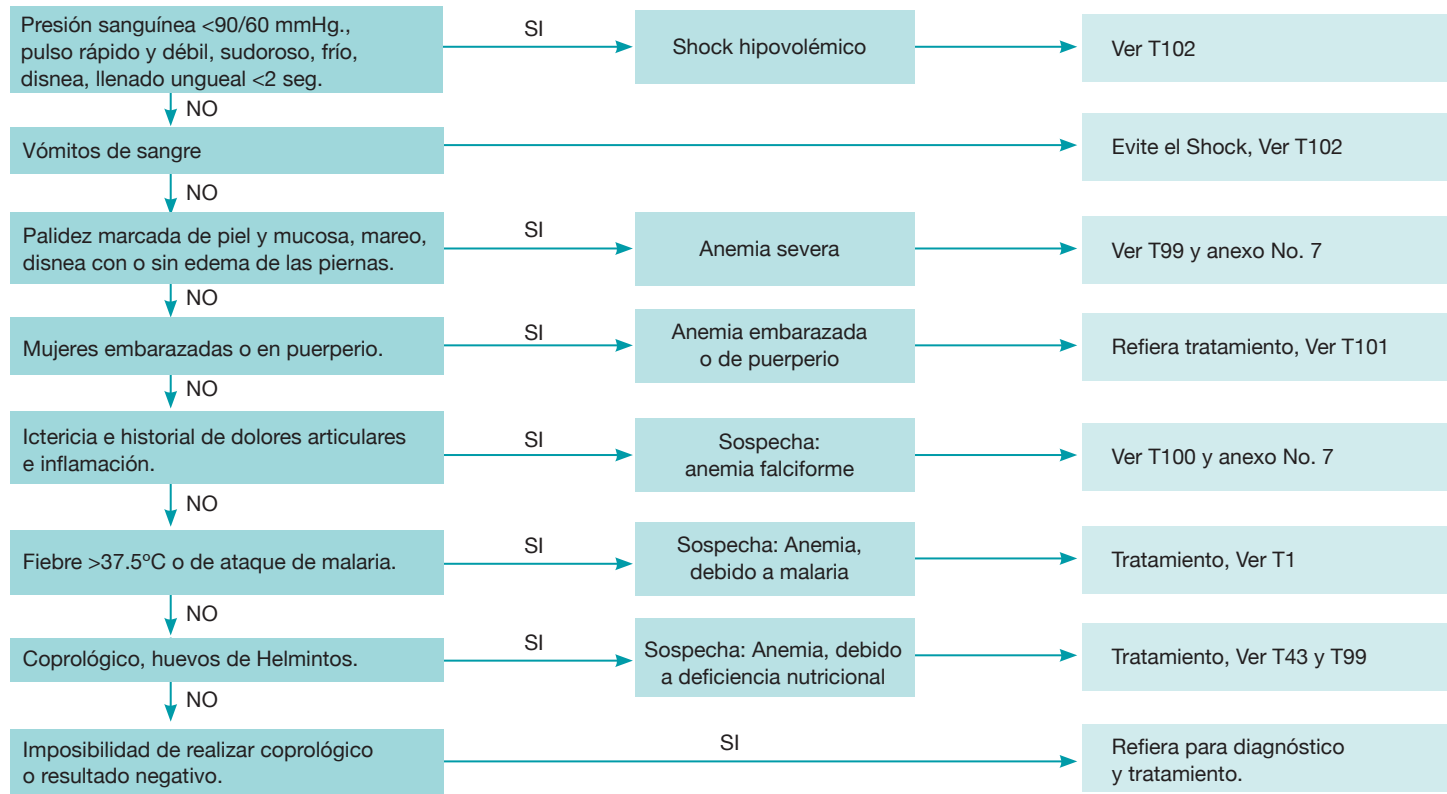 Presión sanguínea <90/60 mmHg.,
pulso rápido y débil, sudoroso, frío,
disnea, llenado ungueal <2 seg.
SI
Shock hipovolémico
Ver T102
NO
Vómitos de sangre
Evite el Shock, Ver T102
NO
Palidez marcada de piel y mucosa, mareo,
disnea con o sin edema de las piernas.
SI
Anemia severa
Ver T99 y anexo No. 7
NO
Mujeres embarazadas o en puerperio.
SI
Anemia embarazada
o de puerperio
Refiera tratamiento, Ver T101
NO
Ictericia e historial de dolores articulares
e inflamación.
SI
Sospecha:
anemia falciforme
Ver T100 y anexo No. 7
NO
Fiebre >37.5ºC o de ataque de malaria.
SI
Sospecha: Anemia,
debido a malaria
Tratamiento, Ver T1
NO
Coprológico, huevos de Helmintos.
SI
Sospecha: Anemia, debido
a deficiencia nutricional
Tratamiento, Ver T43 y T99
NO
Imposibilidad de realizar coprológico
o resultado negativo.
SI
Refiera para diagnóstico
y tratamiento.